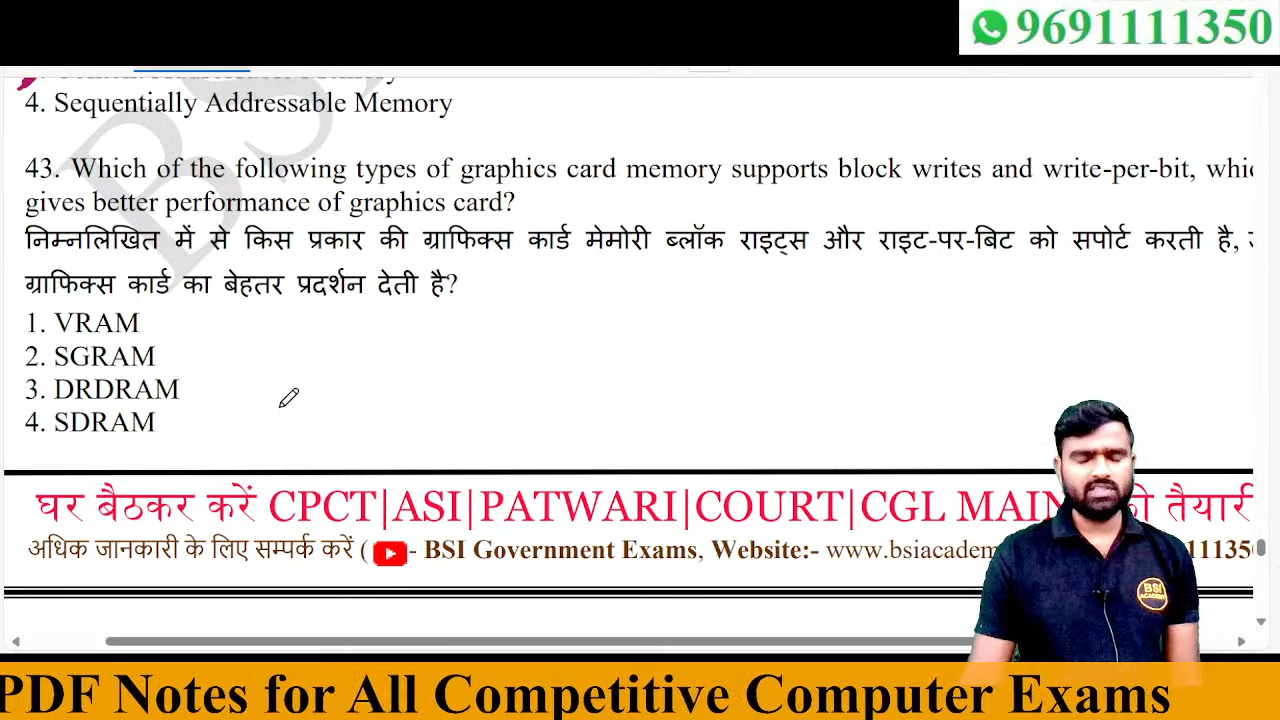 9691111350
4. Sequentially Addressable Memory
43. Which of the following types of graphics card memory supports block writes and write-per-bit,
gives better performance of graphics card?
निम्नलिखित में से किस प्रकार की ग्राफिक्स कार्ड मेमोरी ब्लॉक राइट्स और राइट-पर-बिट को सपोर्ट करती है,
ग्राफिक्स कार्ड का बेहतर प्रदर्शन देती है?
1. VRAM
2. SGRAM
3. DRDRAM
4. SDRAM
घर बैठकर करें CPCT|ASI|PATWARI|COURT|CGL MAIN की तैयारी
अधिक जानकारी के लिए सम्पर्क करें ( - BSI Government Exams, Website:- www.bsiacadem
BSI
ACADEMY
PDF Notes for All Competitive Computer Exams